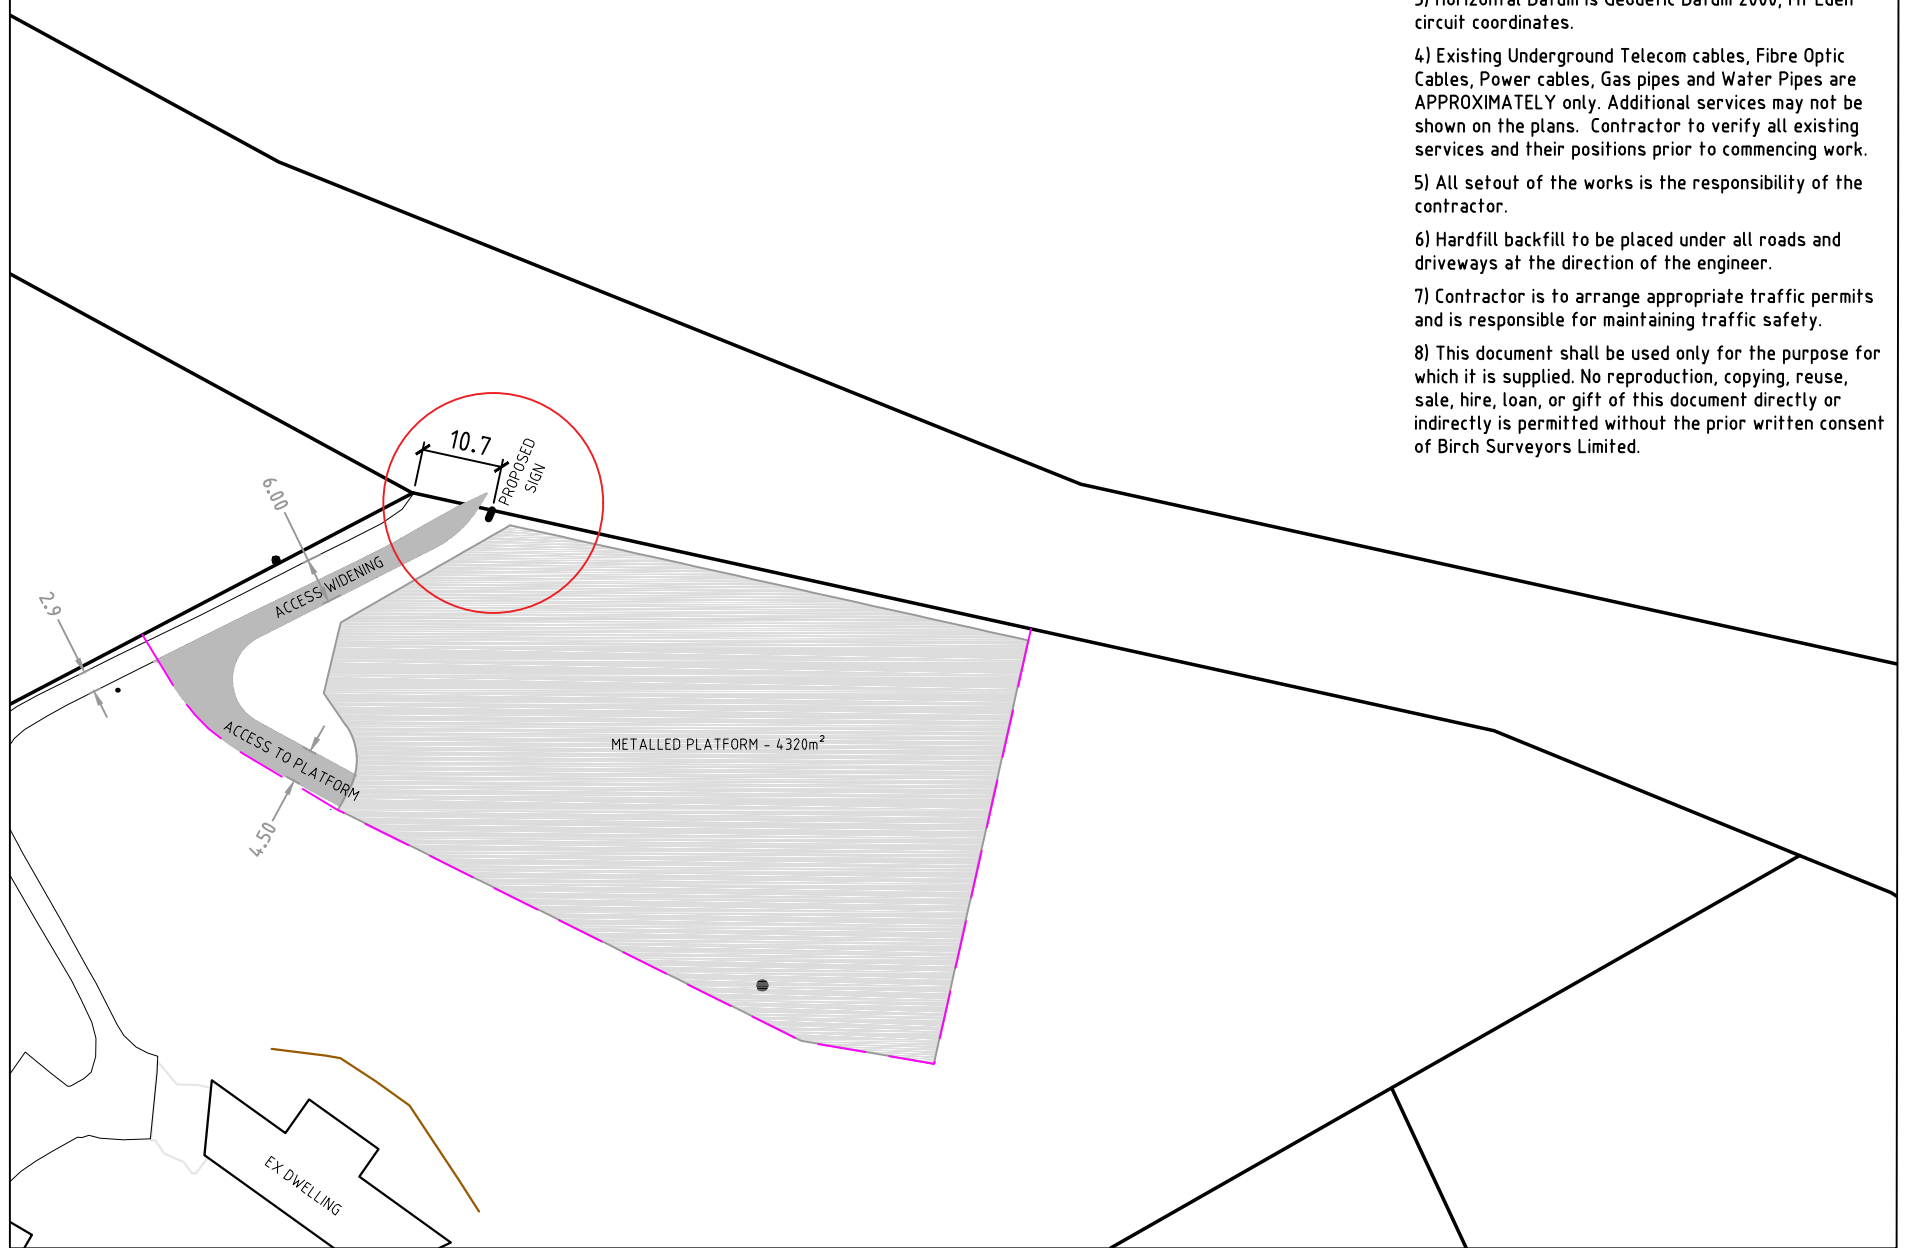 3) Horizontal Datum is Geodetic Datum 2000, Mt Eden
circuit coordinates.
4) Existing Underground Telecom cables, Fibre Optic
Cables, Power cables, Gas pipes and Water Pipes are
APPROXIMATELY only. Additional services may not be
shown on the plans. Contractor to verify all existing
services and their positions prior to commencing work.
5) All setout of the works is the responsibility of the
contractor.
6) Hardfill backfill to be placed under all roads and
driveways at the direction of the engineer.
7) Contractor is to arrange appropriate traffic permits
and is responsible for maintaining traffic safety.
8) This document shall be used only for the purpose for
which it is supplied. No reproduction, copying, reuse,
sale, hire, loan, or gift of this document directly or
indirectly is permitted without the prior written consent
of Birch Surveyors Limited.
10.7
PROPOSED
SIGN
6.00
ACCESS WIDENING
2.9
ACCESS TO PLATFORM
4.50
METALLED PLATFORM - 4320m²
EX DWELLING